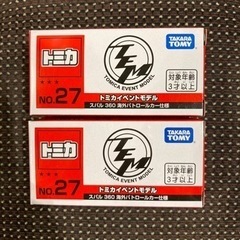 トミカ
TEM
TOMICA EVENT MODEL
TAKARA
TOMY
対象年齢
3才以上
NO.27
トミカイベントモデル
スバル 360 海外パトロールカー仕様
トミカ
TEM
TOMICA EVENT MODEL
TAKARA
TOMY
対象年齢
3才以上
NO.27
トミカイベントモデル
スバル 360 海外パトロールカー仕様